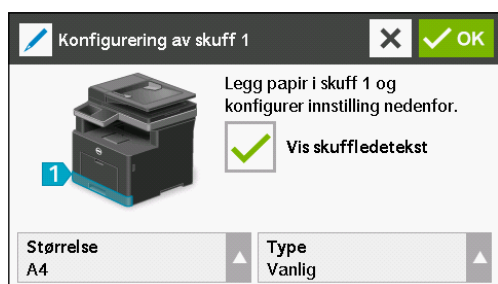 Konfigurering av skuff 1
OK
Legg papir i skuff 1 og
konfigurer innstilling nedenfor.
Vis skuffledetekst
1
Størrelse
A4
Type
Vanlig